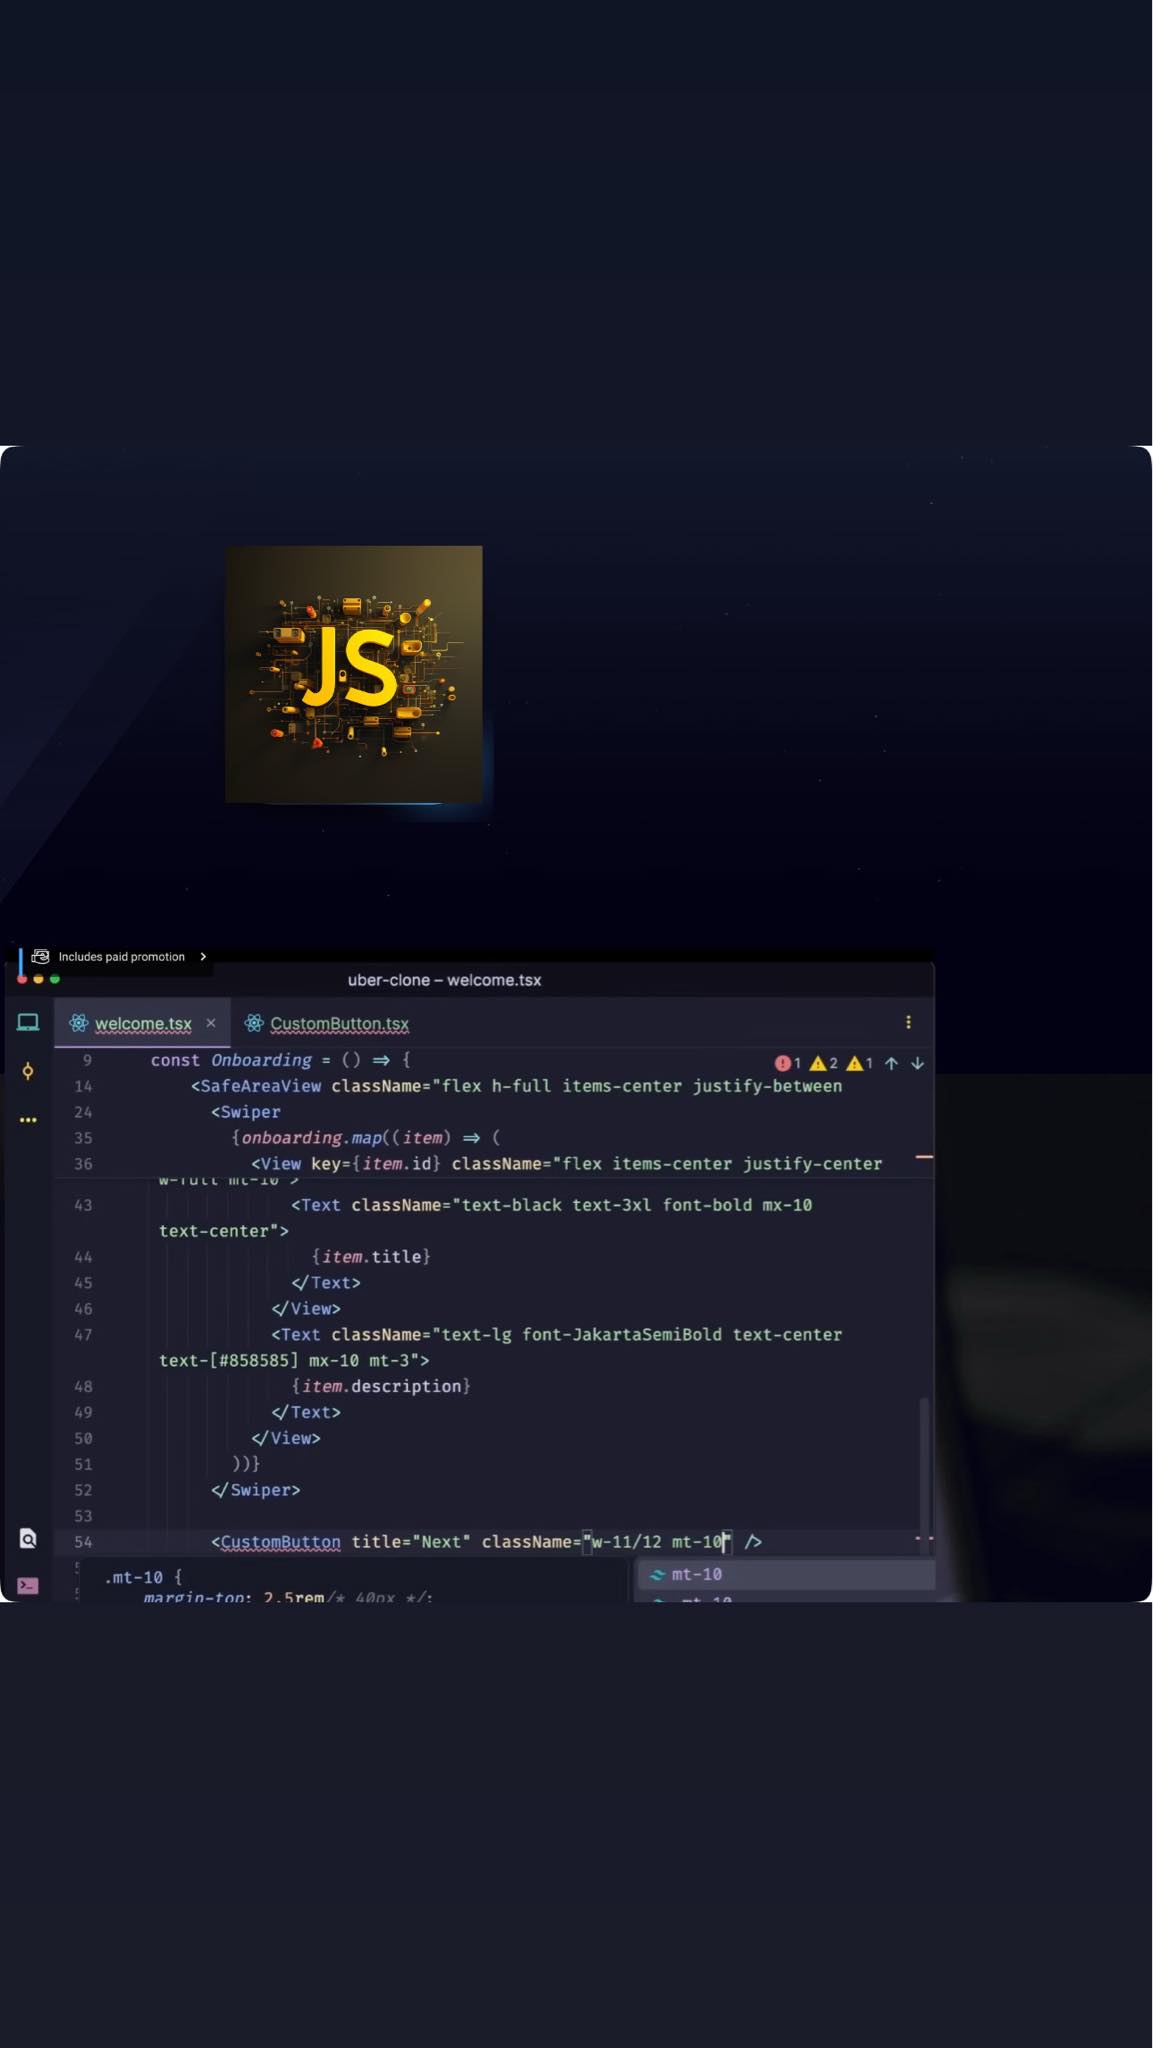 JS
Includes paid promotion
uber-clone – welcome.tsx
welcome.tsx × CustomButton.tsx
9 const Onboarding = () ⇒ {
1 2 1
14 <SafeAreaView className="flex h-full items-center justify-between
24 <Swiper
35 {onboarding.map((item) ⇒ (
36 <View key={item.id} className="flex items-center justify-center
w-full mt-10">
43 <Text className="text-black text-3xl font-bold mx-10
text-center">
44 {item.title}
45 </Text>
46 </View>
47 <Text className="text-lg font-JakartaSemiBold text-center
text-[#858585] mx-10 mt-3">
48 {item.description}
49 </Text>
50 </View>
51 ))}
52 </Swiper>
53
54 <CustomButton title="Next" className="w-11/12 mt-10" />
.mt-10 {
margin-top: 2.5rem/* 40px */;
mt-10